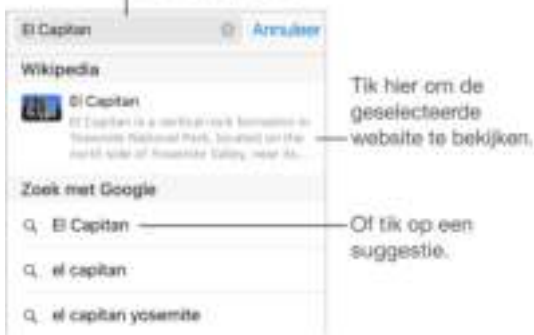 El Capitan Annuleer
Wikipedia
El Capitan
El Capitan is a vertical rock formation in
Yosemite National Park, located on the
north side of Yosemite Valley, near its...
Tik hier om de
geselecteerde
website te bekijken.
Zoek met Google
El Capitan
Of tik op een
suggestie.
el capitan
el capitan yosemite